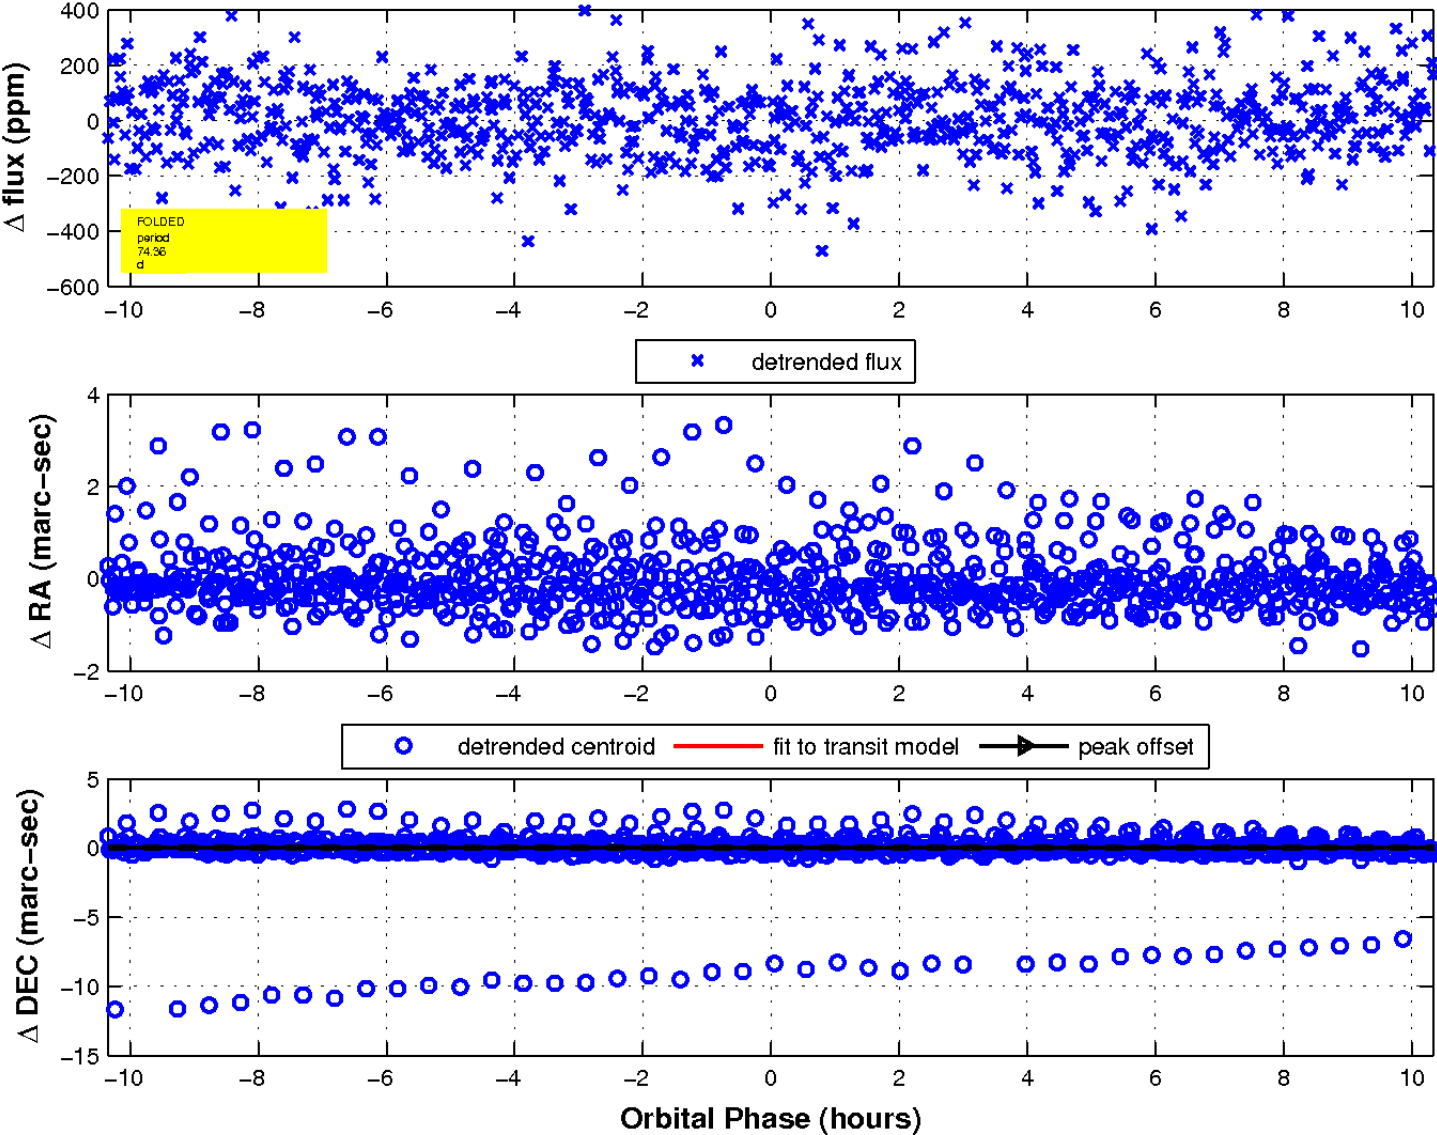 Δ flux (ppm)
400
200
0
−200
−400
−600
FOLDED
period
74.36
d
−10 −8 −6 −4 −2 0 2 4 6 8 10
detrended flux
Δ RA (marc−sec)
4
2
0
−2
−10 −8 −6 −4 −2 0 2 4 6 8 10
detrended centroid fit to transit model peak offset
Δ DEC (marc−sec)
5
0
−5
−10
−15
−10 −8 −6 −4 −2 0 2 4 6 8 10
Orbital Phase (hours)